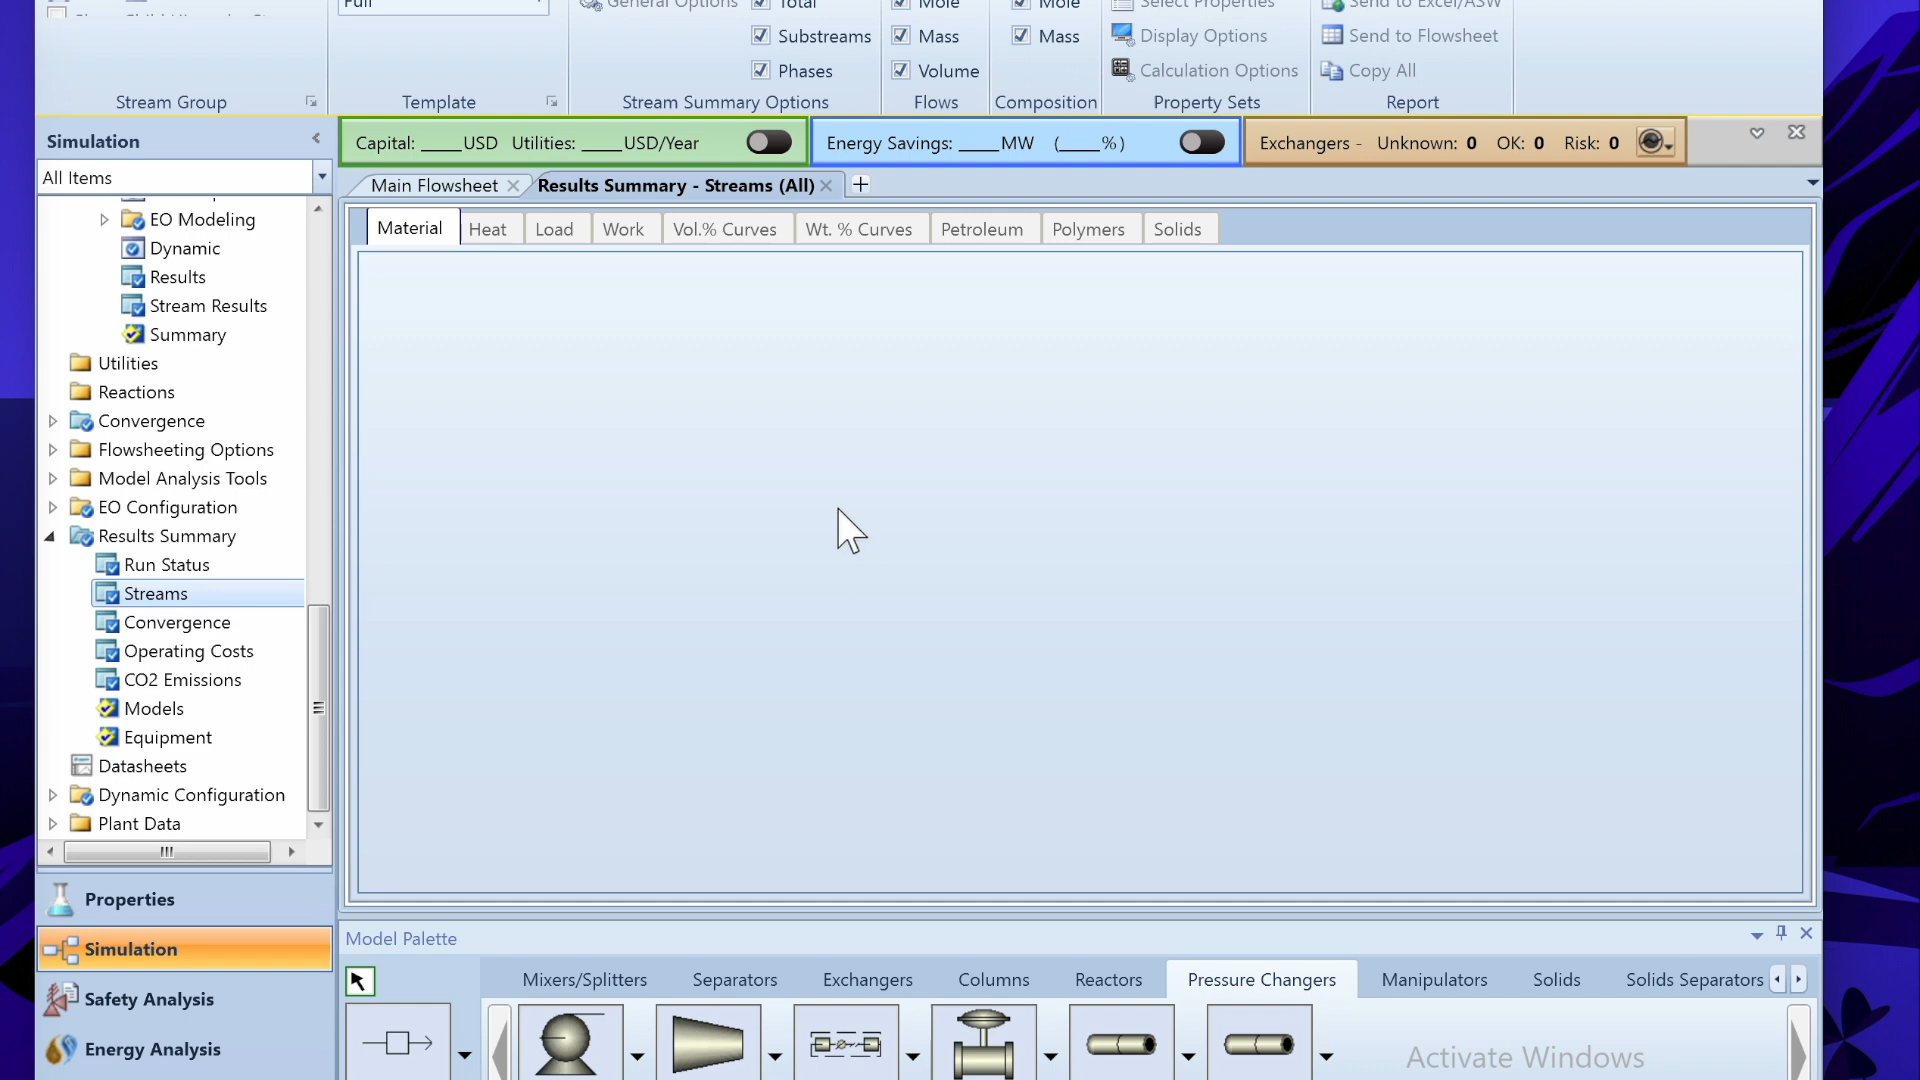 Full
General Options
Total
Mole
Mole
Select Properties
Send to Excel/ASW
Substreams
Mass
Mass
Display Options
Send to Flowsheet
Phases
Volume
Calculation Options
Copy All
Stream Group
Template
Stream Summary Options
Flows
Composition
Property Sets
Report
Simulation
Capital: ____ USD Utilities: ____ USD/Year
Energy Savings: ____ MW (____ %)
Exchangers - Unknown: 0 OK: 0 Risk: 0
All Items
Main Flowsheet
Results Summary - Streams (All)
Material
Heat
Load
Work
Vol.% Curves
Wt. % Curves
Petroleum
Polymers
Solids
EO Modeling
Dynamic
Results
Stream Results
Summary
Utilities
Reactions
Convergence
Flowsheeting Options
Model Analysis Tools
EO Configuration
Results Summary
Run Status
Streams
Convergence
Operating Costs
CO2 Emissions
Models
Equipment
Datasheets
Dynamic Configuration
Plant Data
Properties
Simulation
Safety Analysis
Energy Analysis
Model Palette
Mixers/Splitters
Separators
Exchangers
Columns
Reactors
Pressure Changers
Manipulators
Solids
Solids Separators
Activate Windows